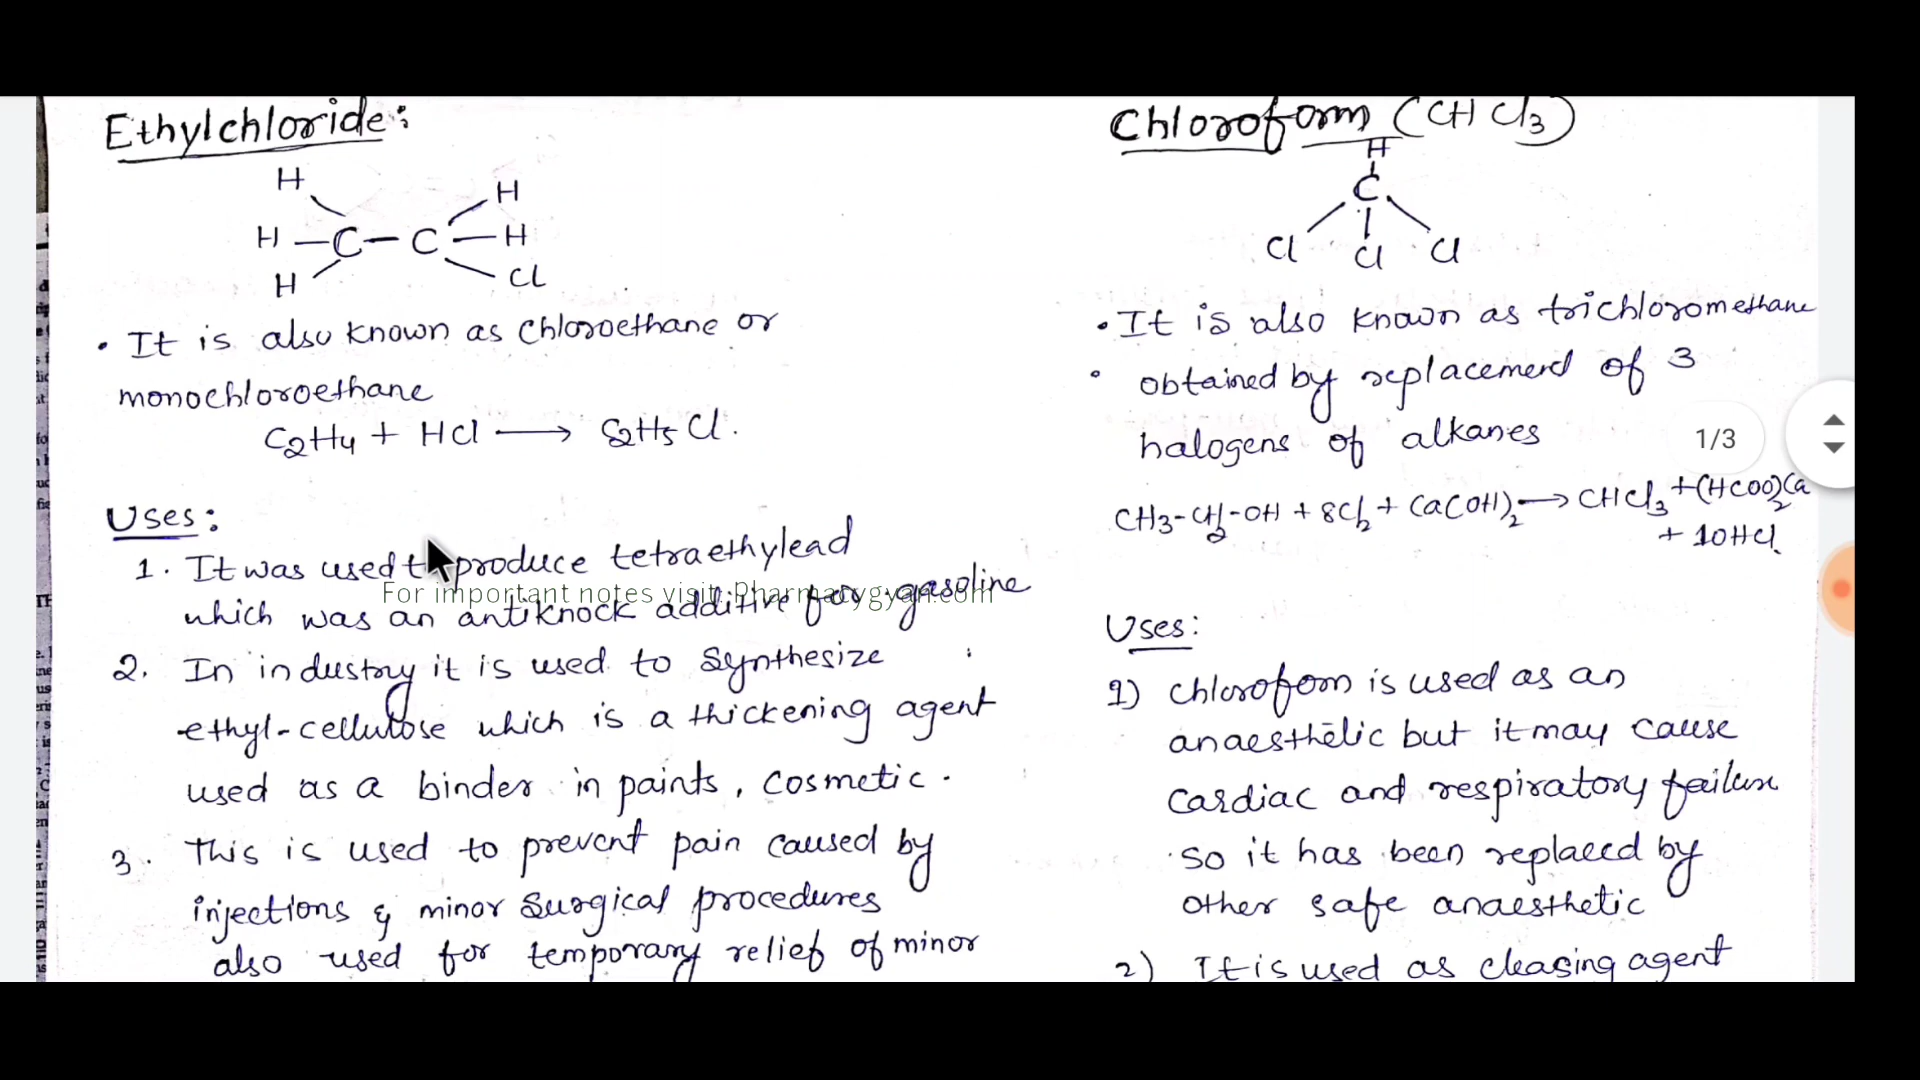 Ethylchloride:
H
H
H — C — C — H
H
Cl
• It is also known as chloroethane or
monochloroethane
C2H4 + HCl ⟶ C2H5Cl.
Uses:
1. It was used to produce tetraethylead
which was an antiknock additive for gasoline
For important notes visit: Pharmacygyan.com
2. In industry it is used to synthesize
ethyl-cellulose which is a thickening agent
used as a binder in paints, cosmetic.
3. This is used to prevent pain caused by
injections & minor surgical procedures
also used for temporary relief of minor
Chloroform (CHCl3)
H
C
Cl Cl Cl
• It is also known as trichloromethane
• obtained by replacement of 3
halogens of alkanes
1/3
CH3-CH2-OH + 8Cl2 + Ca(OH)2 ⟶ CHCl3 + (HCOO)2Ca
+ 10HCl
Uses:
1) chloroform is used as an
anaesthetic but it may cause
cardiac and respiratory failure
so it has been replaced by
other safe anaesthetic
2) It is used as cleasing agent